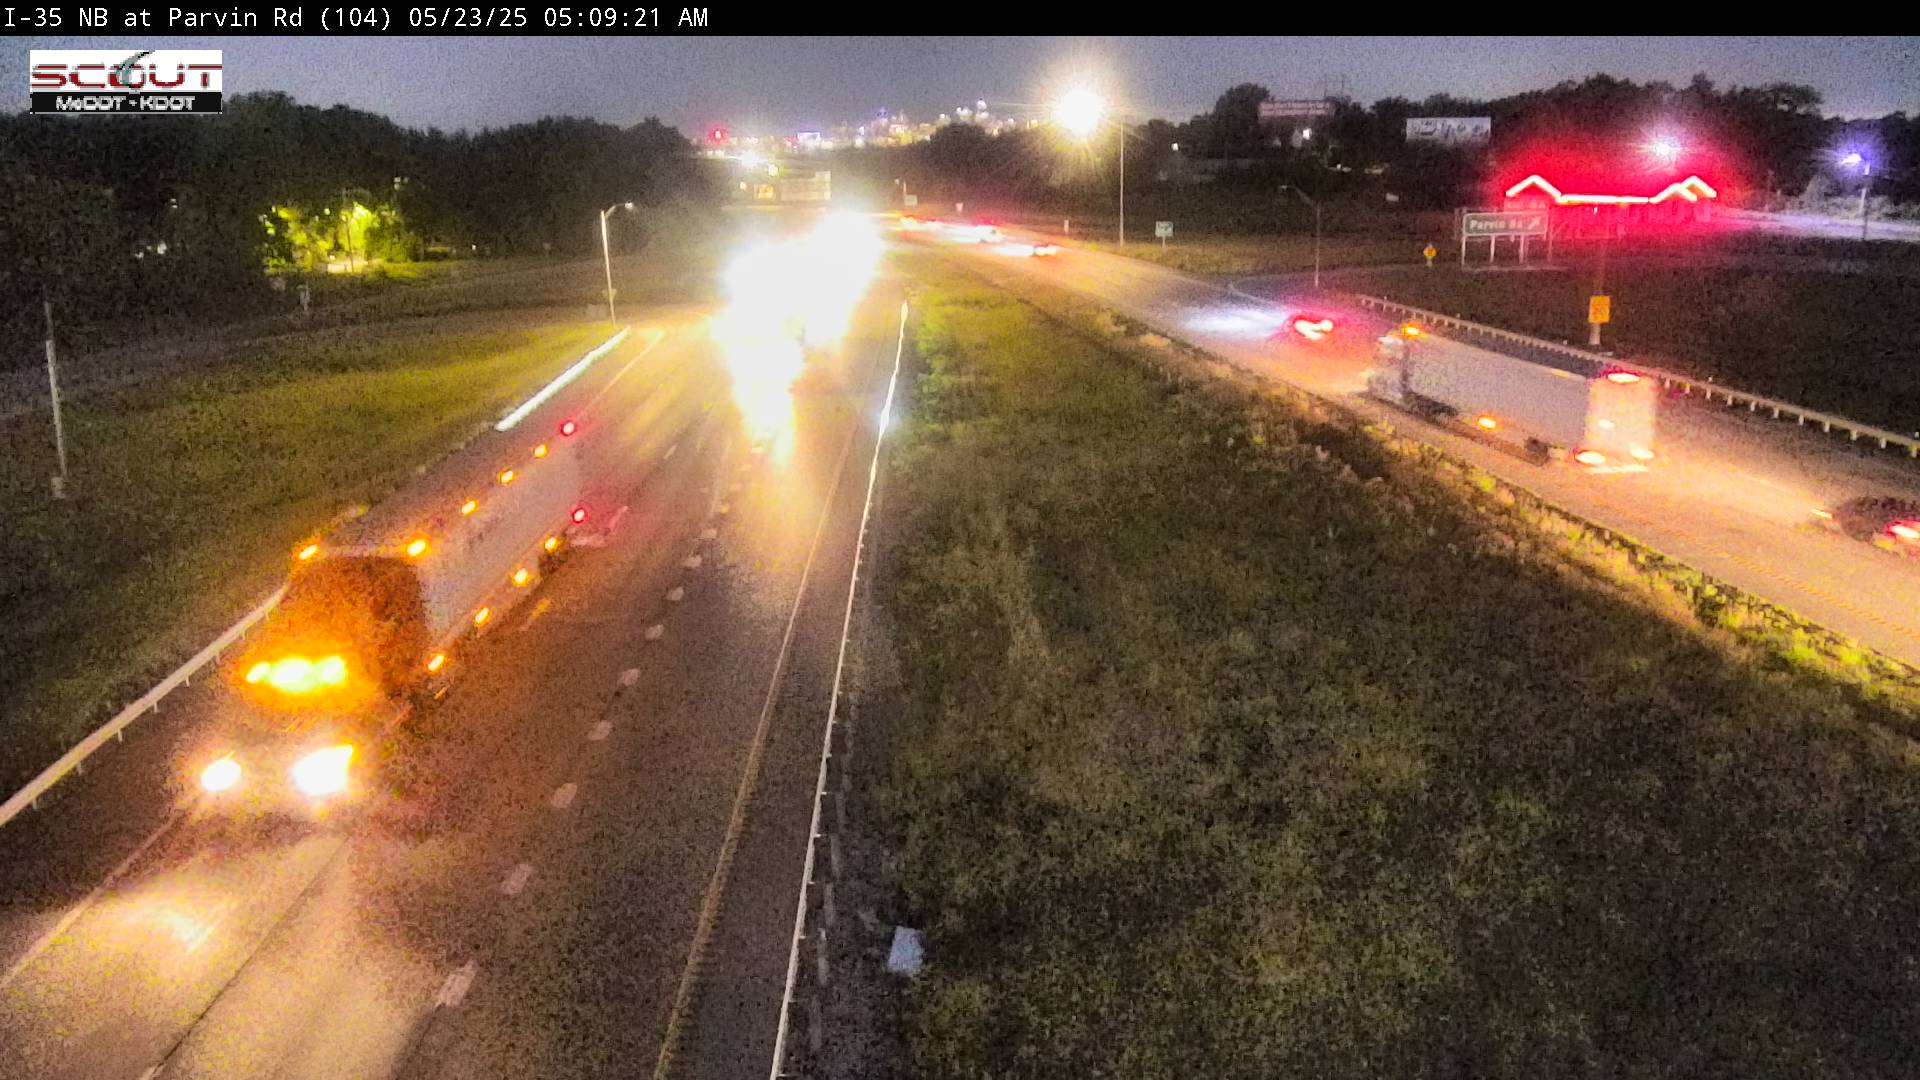 I-35 NB at Parvin Rd (104) 05/23/25 05:09:21 AM
SCOUT
MoDOT - KDOT
Parvin Rd